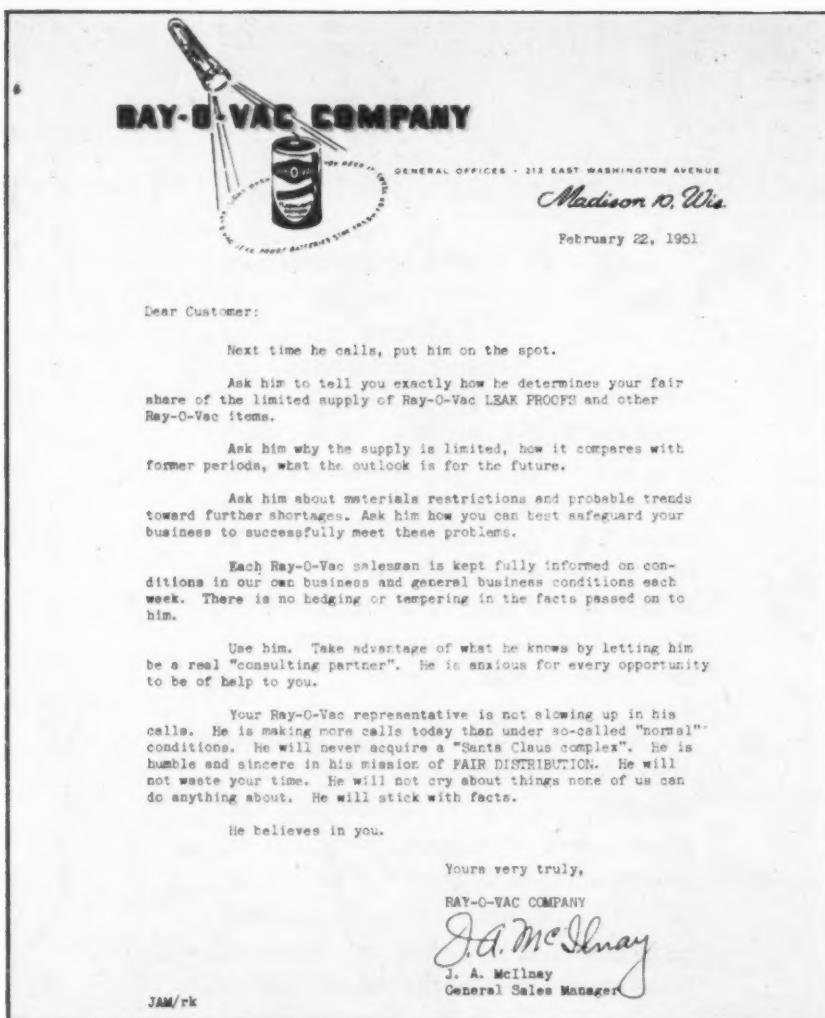 RAY-O-VAC COMPANY
GENERAL OFFICES - 212 EAST WASHINGTON AVENUE
Madison 10, Wis.
February 22, 1951
Dear Customer:
Next time he calls, put him on the spot.
Ask him to tell you exactly how he determines your fair
share of the limited supply of Ray-O-Vac LEAK PROOFS and other
Ray-O-Vac items.
Ask him why the supply is limited, how it compares with
former periods, what the outlook is for the future.
Ask him about materials restrictions and probable trends
toward further shortages. Ask him how you can best safeguard your
business to successfully meet these problems.
Each Ray-O-Vac salesman is kept fully informed on con-
ditions in our own business and general business conditions each
week. There is no hedging or tempering in the facts passed on to
him.
Use him. Take advantage of what he knows by letting him
be a real "consulting partner". He is anxious for every opportunity
to be of help to you.
Your Ray-O-Vac representative is not slowing up in his
calls. He is making more calls today than under so-called "normal"
conditions. He will never acquire a "Santa Claus complex". He is
humble and sincere in his mission of FAIR DISTRIBUTION. He will
not waste your time. He will not cry about things none of us can
do anything about. He will stick with facts.
He believes in you.
Yours very truly,
RAY-O-VAC COMPANY
J. A. McIlnay
J. A. McIlnay
General Sales Manager
JAM/rk